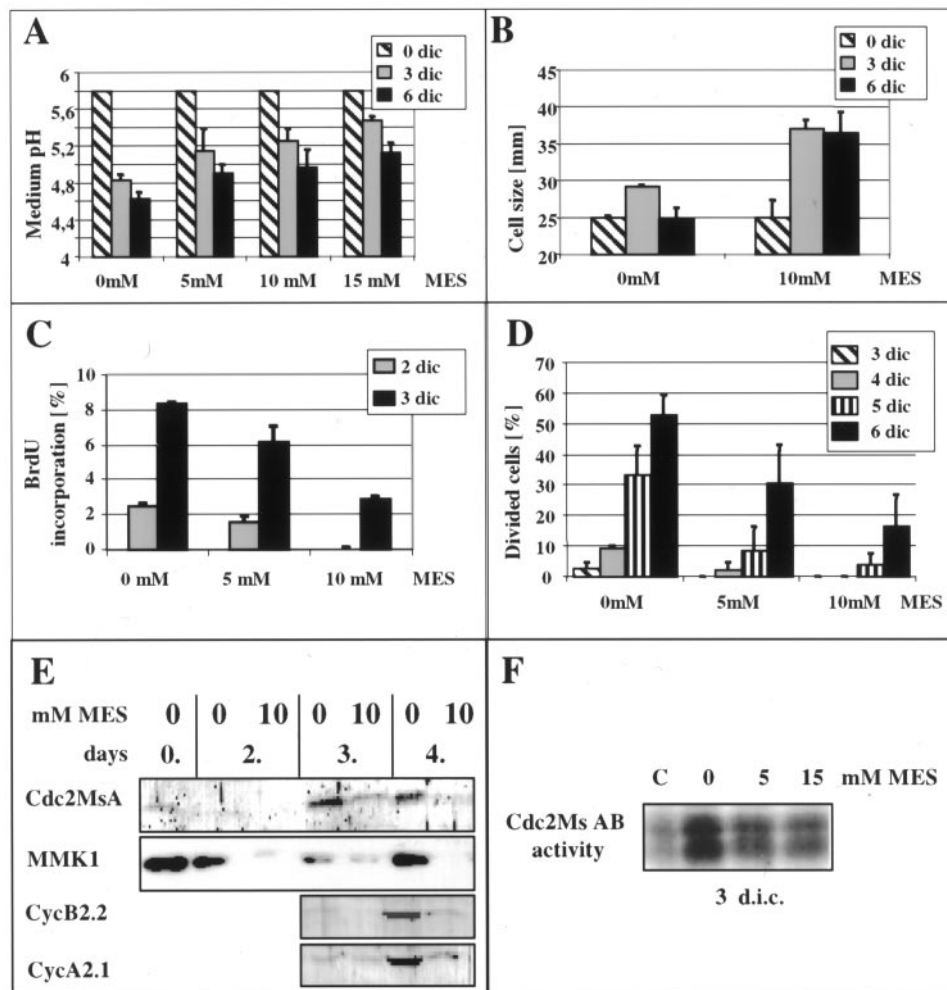 A
0 dic
3 dic
6 dic
Medium pH
6
5,6
5,2
4,8
4,4
4
0mM 5mM 10 mM 15 mM MES
B
0 dic
3 dic
6 dic
Cell size [mm]
45
40
35
30
25
20
0mM 10mM MES
C
2 dic
3 dic
BrdU
incorporation [%]
10
8
6
4
2
0
0 mM 5 mM 10 mM MES
D
3 dic
4 dic
5 dic
6 dic
Divided cells [%]
70
60
50
40
30
20
10
0
0mM 5mM 10mM MES
E
mM MES 0 0 10 0 10 0 10
days 0. 2. 3. 4.
Cdc2MsA
MMK1
CycB2.2
CycA2.1
F
C 0 5 15 mM MES
Cdc2Ms AB
activity
3 d.i.c.